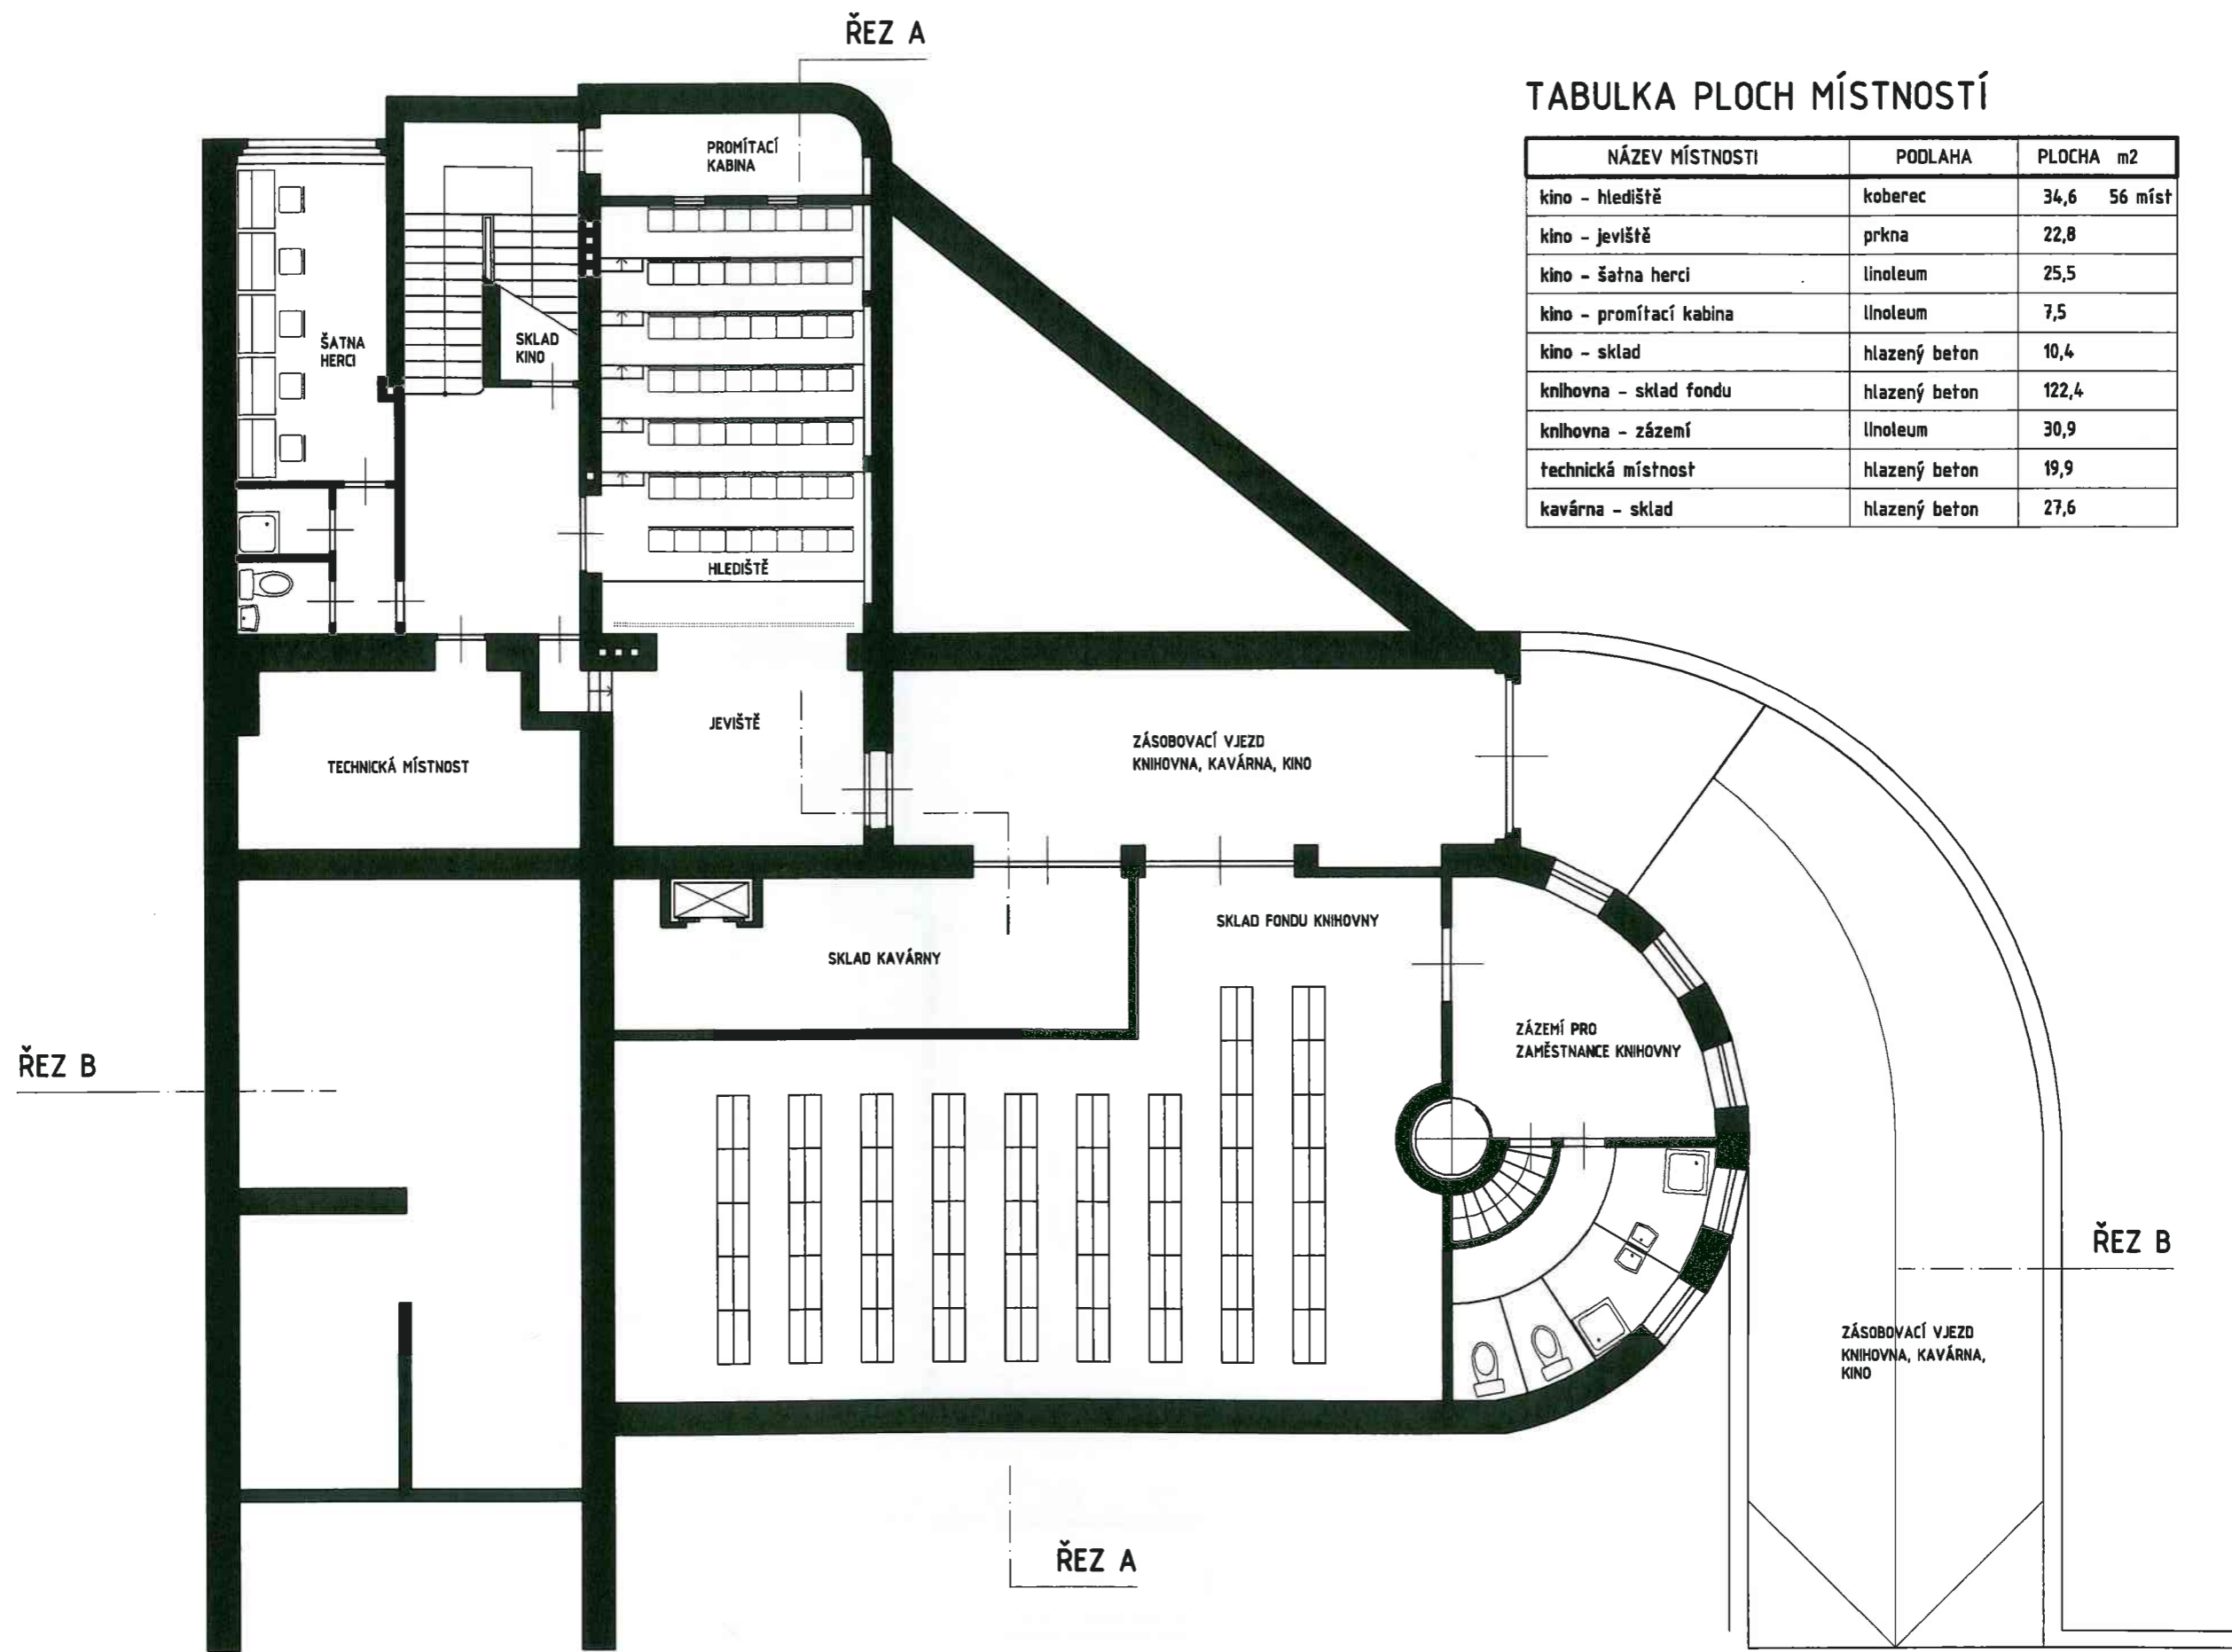 ŘEZ A
TABULKA PLOCH MÍSTNOSTÍ
NÁZEV MÍSTNOSTI PODLAHA PLOCHA m2
kino - hlediště koberec 34,6 56 míst
kino - jeviště prkna 22,8
kino - šatna herci linoleum 25,5
kino - promítací kabina linoleum 7,5
kino - sklad hlazený beton 10,4
knihovna - sklad fondu hlazený beton 122,4
knihovna - zázemí linoleum 30,9
technická místnost hlazený beton 19,9
kavárna - sklad hlazený beton 27,6
PROMÍTACÍ
KABINA
ŠATNA
HERCI
SKLAD
KINO
HLEDIŠTĚ
JEVIŠTĚ
TECHNICKÁ MÍSTNOST
ZÁSOBOVACÍ VJEZD
KNIHOVNA, KAVÁRNA, KINO
SKLAD FONDU KNIHOVNY
SKLAD KAVÁRNY
ZÁZEMÍ PRO
ZAMĚSTNANCE KNIHOVNY
ŘEZ B
ŘEZ B
ZÁSOBOVACÍ VJEZD
KNIHOVNA, KAVÁRNA,
KINO
ŘEZ A